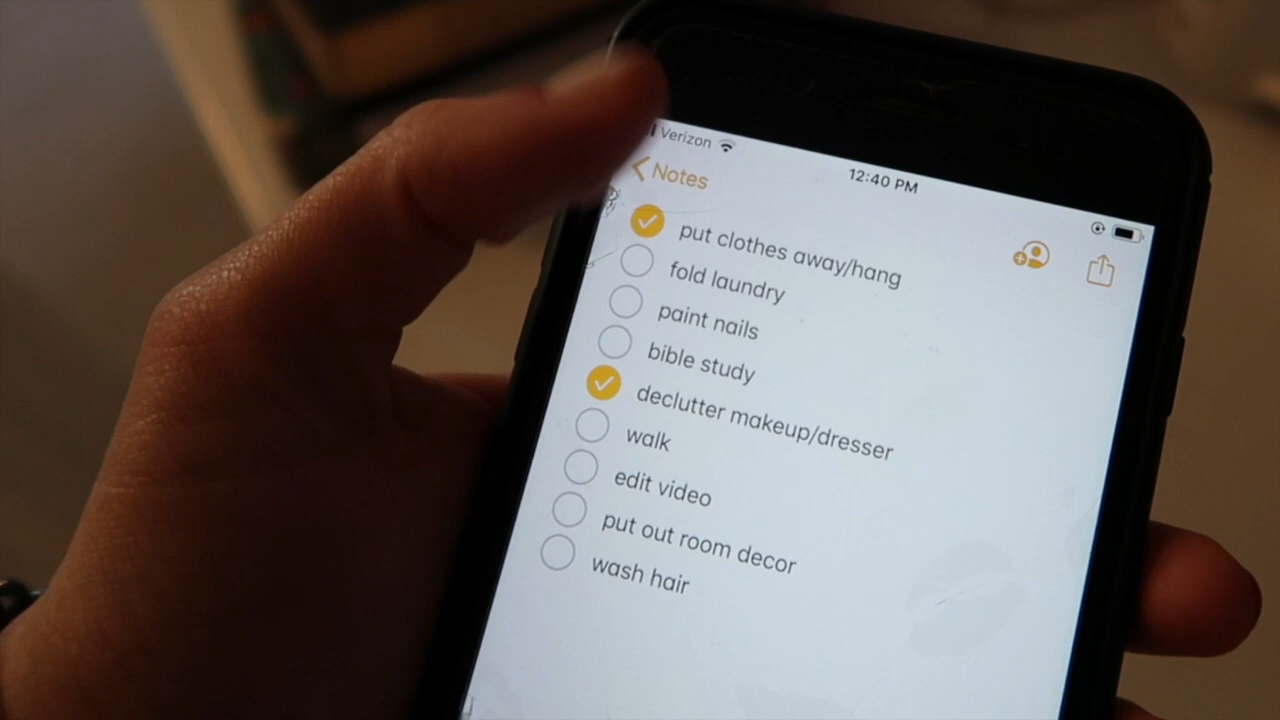 Verizon
12:40 PM
Notes
put clothes away/hang
fold laundry
paint nails
bible study
declutter makeup/dresser
walk
edit video
put out room decor
wash hair